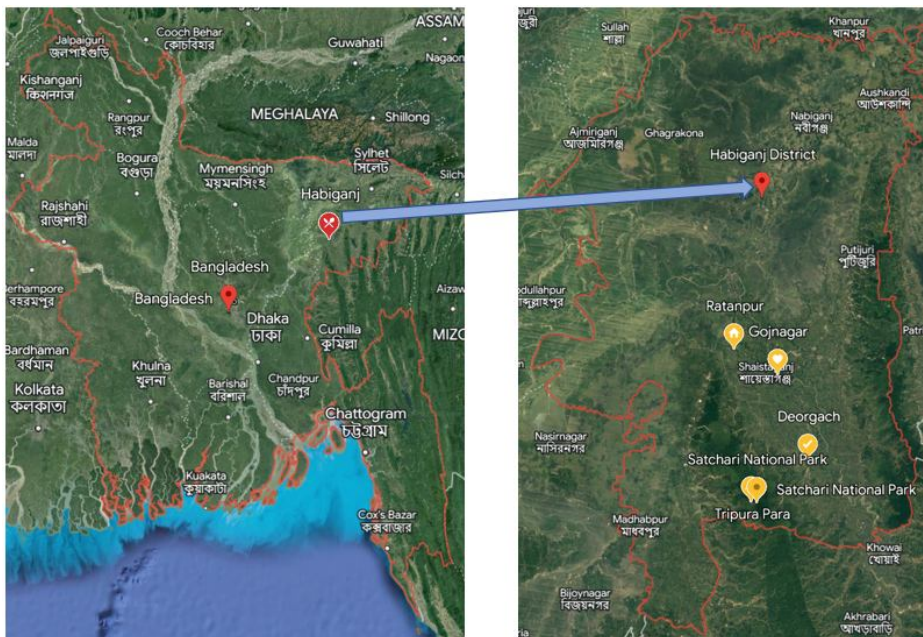 ASSAM
Cooch Behar
কোচবিহার
Jalpaiguri
জলপাইগুড়ি
Guwahati
Nagaon
Kishanganj
किशनगंज
Rangpur
রংপুর
MEGHALAYA
Shillong
Malda
মালদা
Bogura
বগুড়া
Mymensingh
ময়মনসিংহ
Sylhet
সিলেট
Silch
Habiganj
Rajshahi
রাজশাহী
Bangladesh
Bangladesh
Berhampore
বহরমপুর
Dhaka
ঢাকা
Aizaw
Cumilla
কুমিল্লা
MIZO
Bardhaman
বর্ধমান
Khulna
খুলনা
Chandpur
চাঁদপুর
Barishal
বরিশাল
Kolkata
কলকাতা
Chattogram
চট্টগ্রাম
Kuakata
কুয়াকাটা
Cox's Bazar
কক্সবাজার
Sullah
শাল্লা
Khanpur
খানপুর
Aushkandi
আউশকান্দি
Nabiganj
নবীগঞ্জ
Ajmiriganj
আজমিরিগঞ্জ
Ghagrakona
Habiganj District
Putijuri
পুটিজুরি
Ratanpur
Gojnagar
শায়েস্তাগঞ্জ
Deorgach
Nasirnagar
নাসিরনগর
Satchari National Park
Satchari National Park
Tripura Para
Madhabpur
মাধবপুর
Khowai
খোয়াই
Bijoynagar
বিজয়নগর
Akhrabari
আখড়াবাড়ি